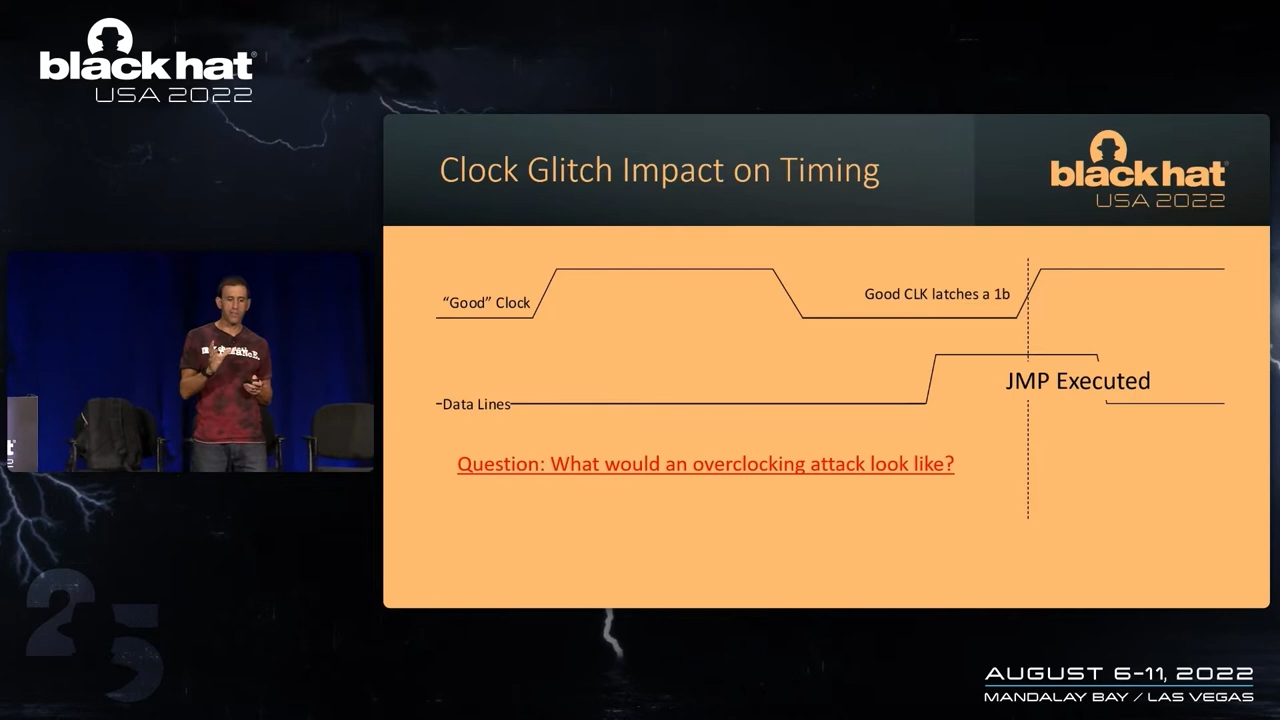 black hat
USA 2022
Clock Glitch Impact on Timing
black hat
USA 2022
"Good" Clock
Good CLK latches a 1b
JMP Executed
Data Lines
Question: What would an overclocking attack look like?
25
AUGUST 6-11, 2022
MANDALAY BAY / LAS VEGAS